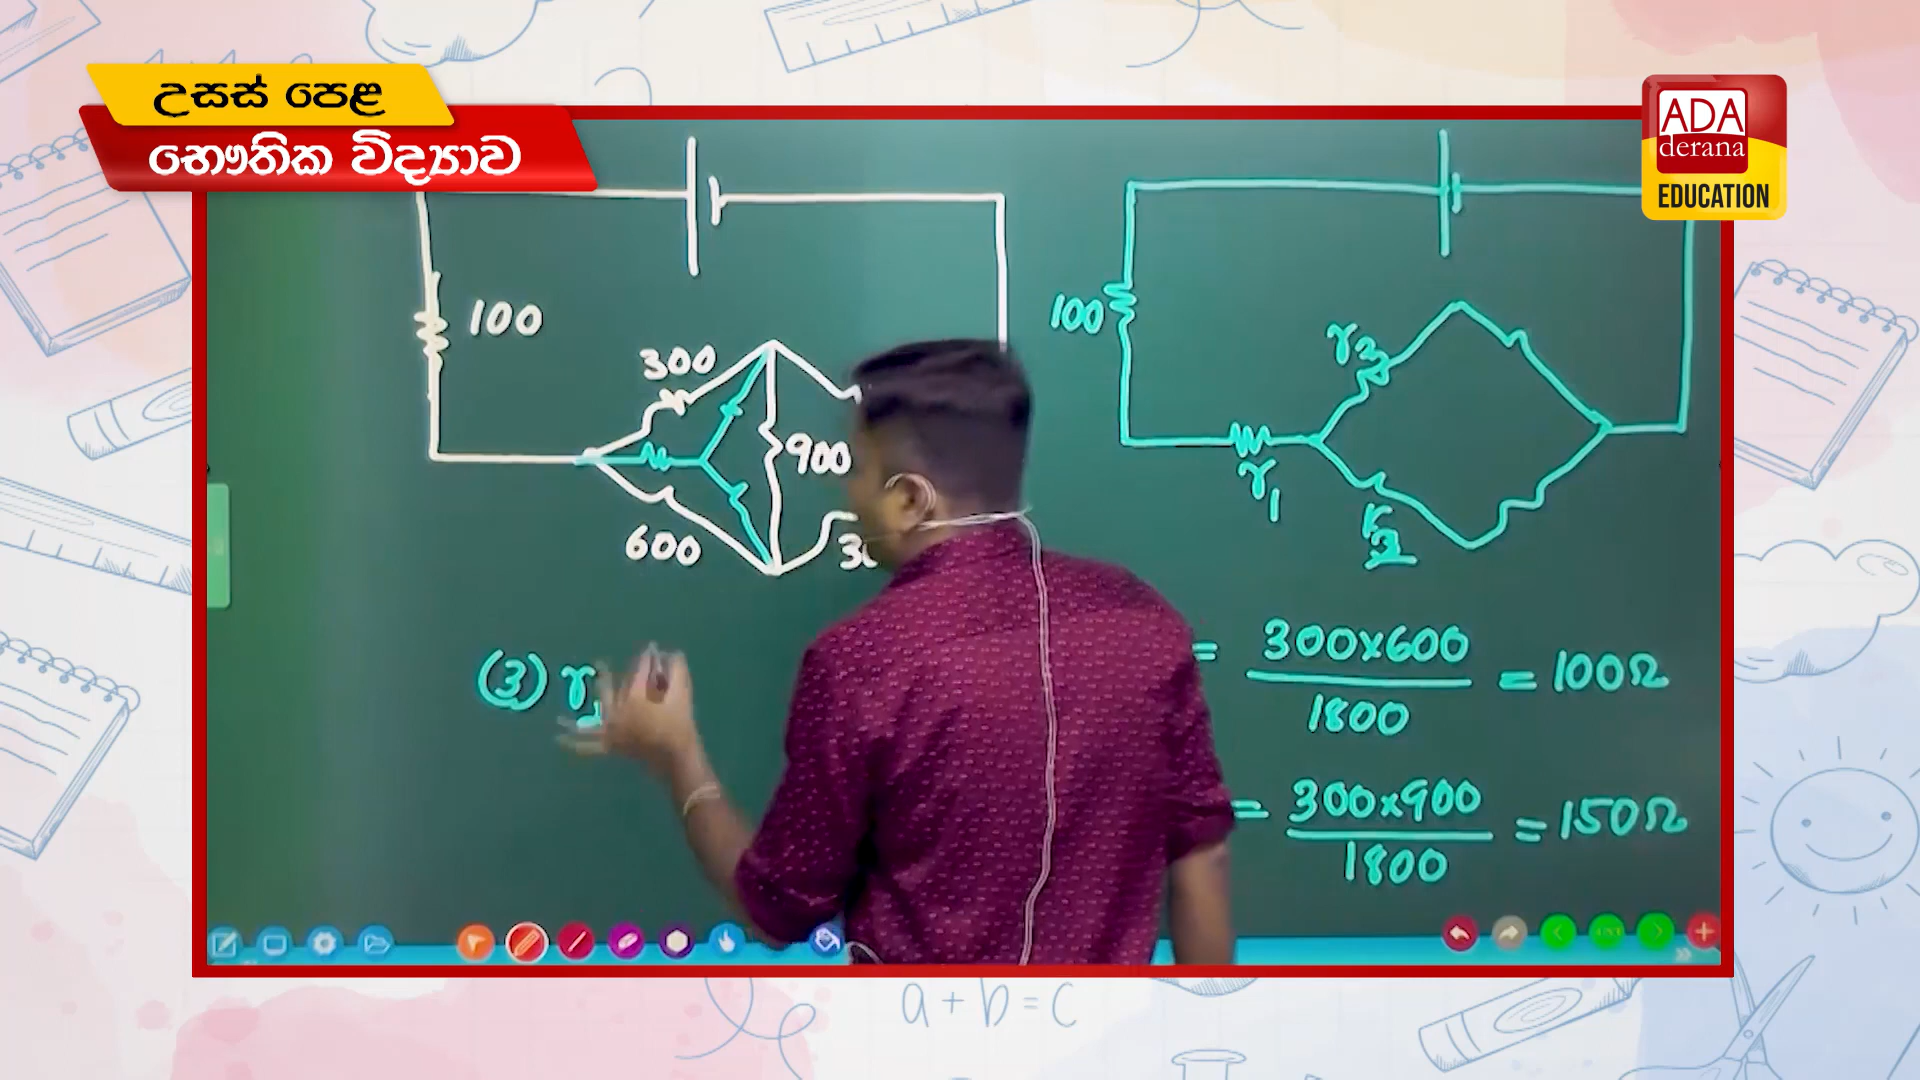 උසස් පෙළ
භෞතික විද්‍යාව
ADA
derana
EDUCATION
100
300
900
600
100
r3
r1
r2
(3) r
= 300x600 / 1800 = 100Ω
= 300x900 / 1800 = 150Ω
a + b = c